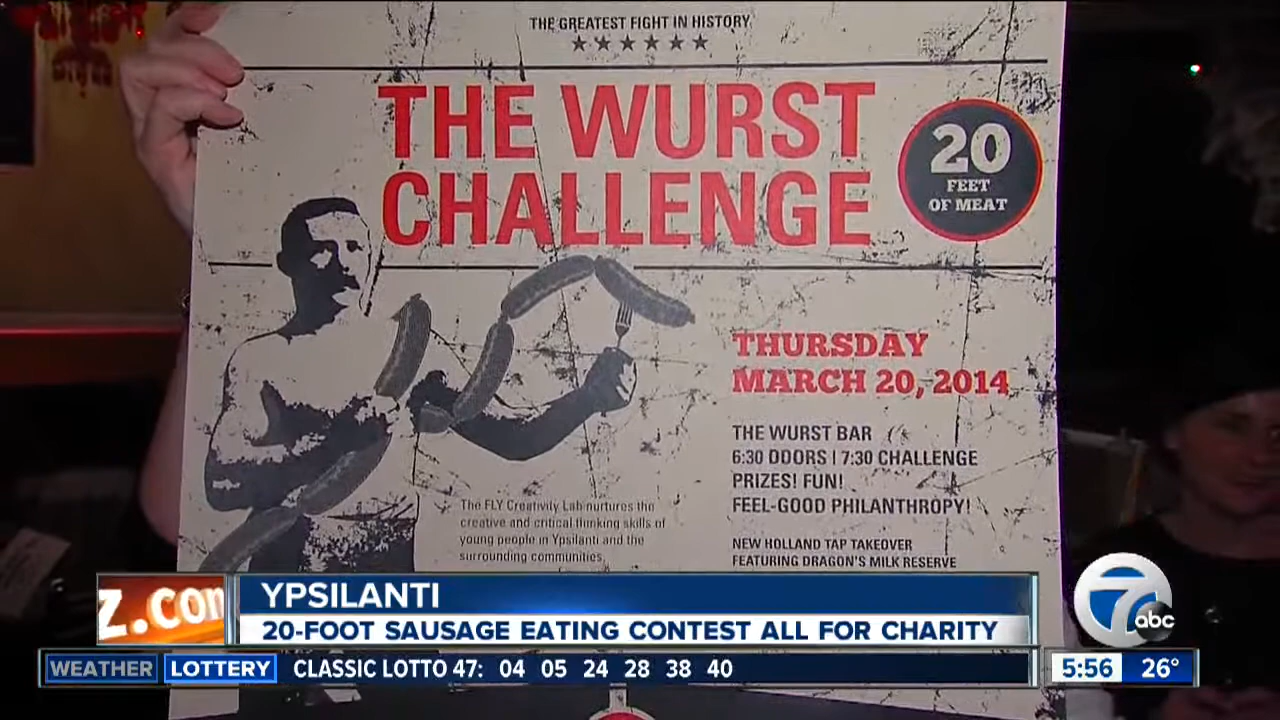 THE GREATEST FIGHT IN HISTORY
★★★★★★
THE WURST
CHALLENGE
20
FEET
OF MEAT
THURSDAY
MARCH 20, 2014
THE WURST BAR
6:30 DOORS | 7:30 CHALLENGE
PRIZES! FUN!
FEEL-GOOD PHILANTHROPY!
The FLY Creativity Lab nurtures the
creative and critical thinking skills of
young people in Ypsilanti and the
surrounding communities.
NEW HOLLAND TAP TAKEOVER
FEATURING DRAGON'S MILK RESERVE
z.com
YPSILANTI
20-FOOT SAUSAGE EATING CONTEST ALL FOR CHARITY
7 abc
WEATHER LOTTERY CLASSIC LOTTO 47: 04 05 24 28 38 40
5:56 26°